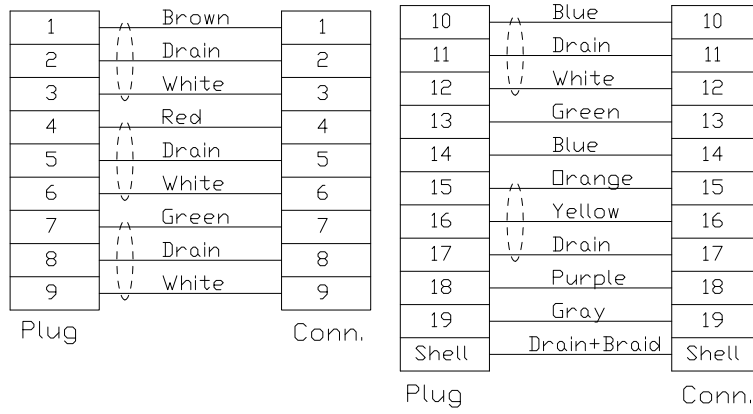 1 Brown 1
2 Drain 2
3 White 3
4 Red 4
5 Drain 5
6 White 6
7 Green 7
8 Drain 8
9 White 9
Plug Conn.
10 Blue 10
11 Drain 11
12 White 12
13 Green 13
14 Blue 14
15 Orange 15
16 Yellow 16
17 Drain 17
18 Purple 18
19 Gray 19
Shell Drain+Braid Shell
Plug Conn.